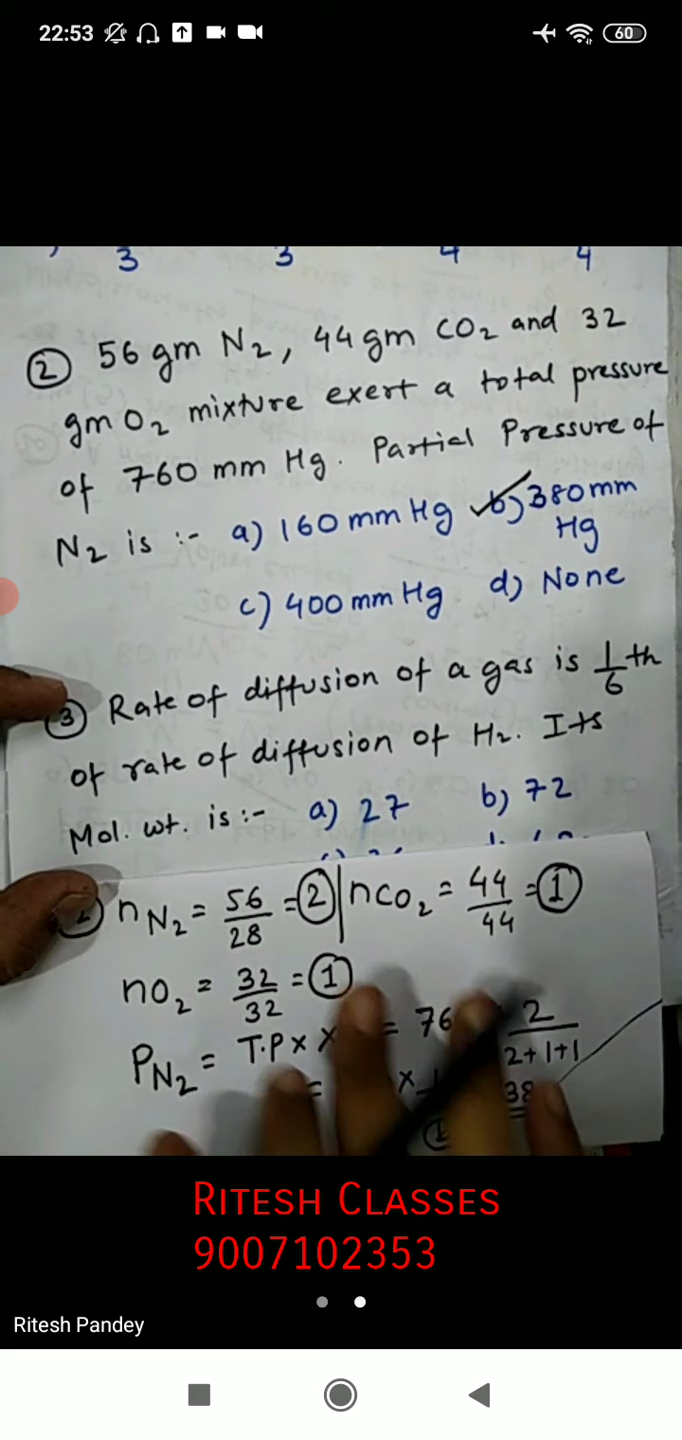 22:53
60
3 3 4 4
② 56 gm N₂, 44 gm CO₂ and 32
gm O₂ mixture exert a total pressure
of 760 mm Hg. Partial Pressure of
N₂ is :- a) 160 mm Hg b) 380 mm
Hg
c) 400 mm Hg d) None
③ Rate of diffusion of a gas is 1/6 th
of rate of diffusion of H₂. Its
Mol. wt. is :- a) 27 b) 72
n N₂ = 56/28 = ② | n CO₂ = 44/44 = ①
n O₂ = 32/32 = ①
P N₂ = T.P × = 76 2/2+1+1
= × 38
RITESH CLASSES
9007102353
Ritesh Pandey